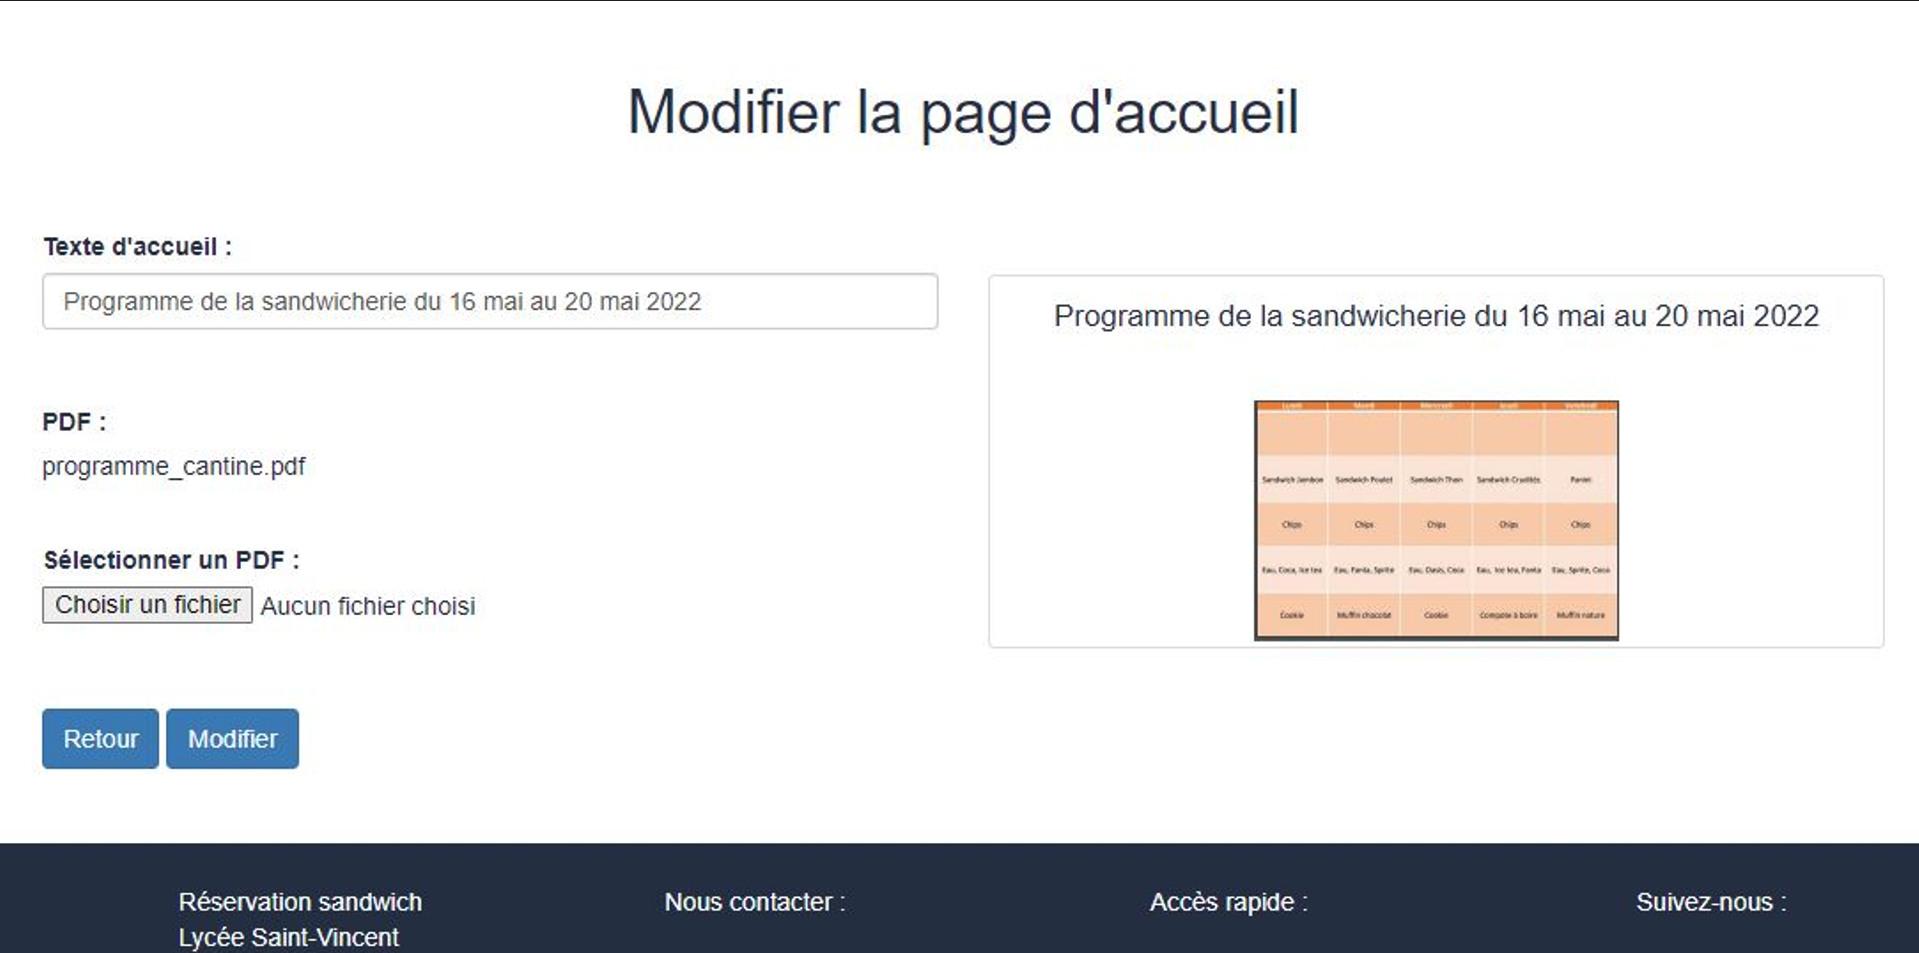 Modifier la page d'accueil
Texte d'accueil :
Programme de la sandwicherie du 16 mai au 20 mai 2022
PDF :
programme_cantine.pdf
Sélectionner un PDF :
Choisir un fichier Aucun fichier choisi
Retour Modifier
Programme de la sandwicherie du 16 mai au 20 mai 2022
Lundi Mardi Mercredi Jeudi Vendredi
Sandwich Jambon Sandwich Poulet Sandwich Thon Sandwich Crudités Panini
Chips Chips Chips Chips Chips
Eau, Coca, Ice tea Eau, Fanta, Sprite Eau, Oasis, Coca Eau, Ice tea, Fanta Eau, Sprite, Coca
Cookie Muffin chocolat Cookie Compote à boire Muffin nature
Réservation sandwich
Lycée Saint-Vincent
Nous contacter :
Accès rapide :
Suivez-nous :